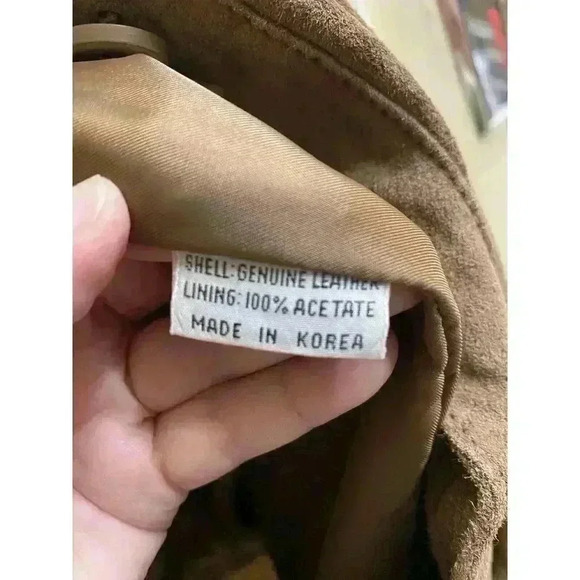 SHELL: GENUINE LEATHER
LINING: 100% ACETATE
MADE IN KOREA